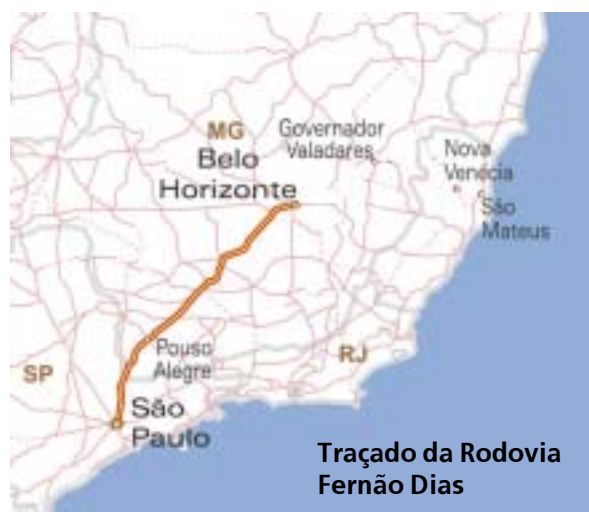 MG
Governador
Valadares
Belo
Horizonte
Nova
Venécia
São
Mateus
Pouso
Alegre
RJ
SP
São
Paulo
Traçado da Rodovia
Fernão Dias